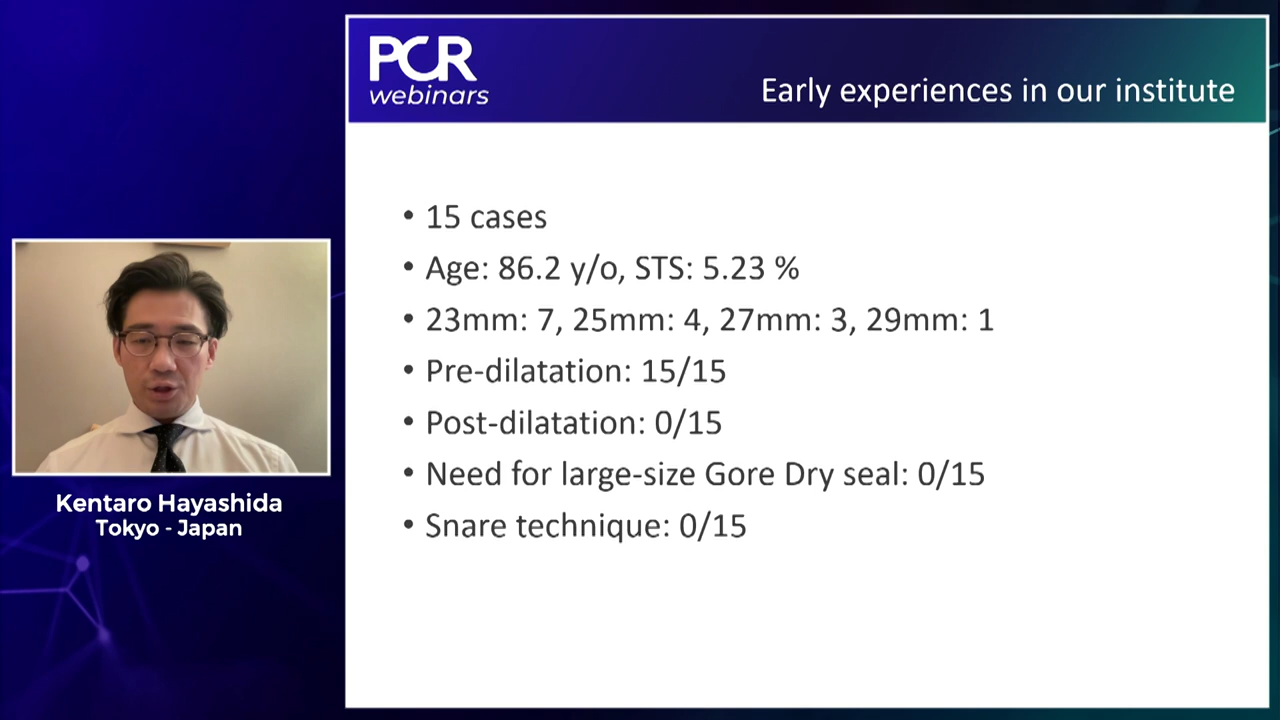 PCR
webinars
Early experiences in our institute
• 15 cases
• Age: 86.2 y/o, STS: 5.23 %
• 23mm: 7, 25mm: 4, 27mm: 3, 29mm: 1
• Pre-dilatation: 15/15
• Post-dilatation: 0/15
• Need for large-size Gore Dry seal: 0/15
• Snare technique: 0/15
Kentaro Hayashida
Tokyo - Japan